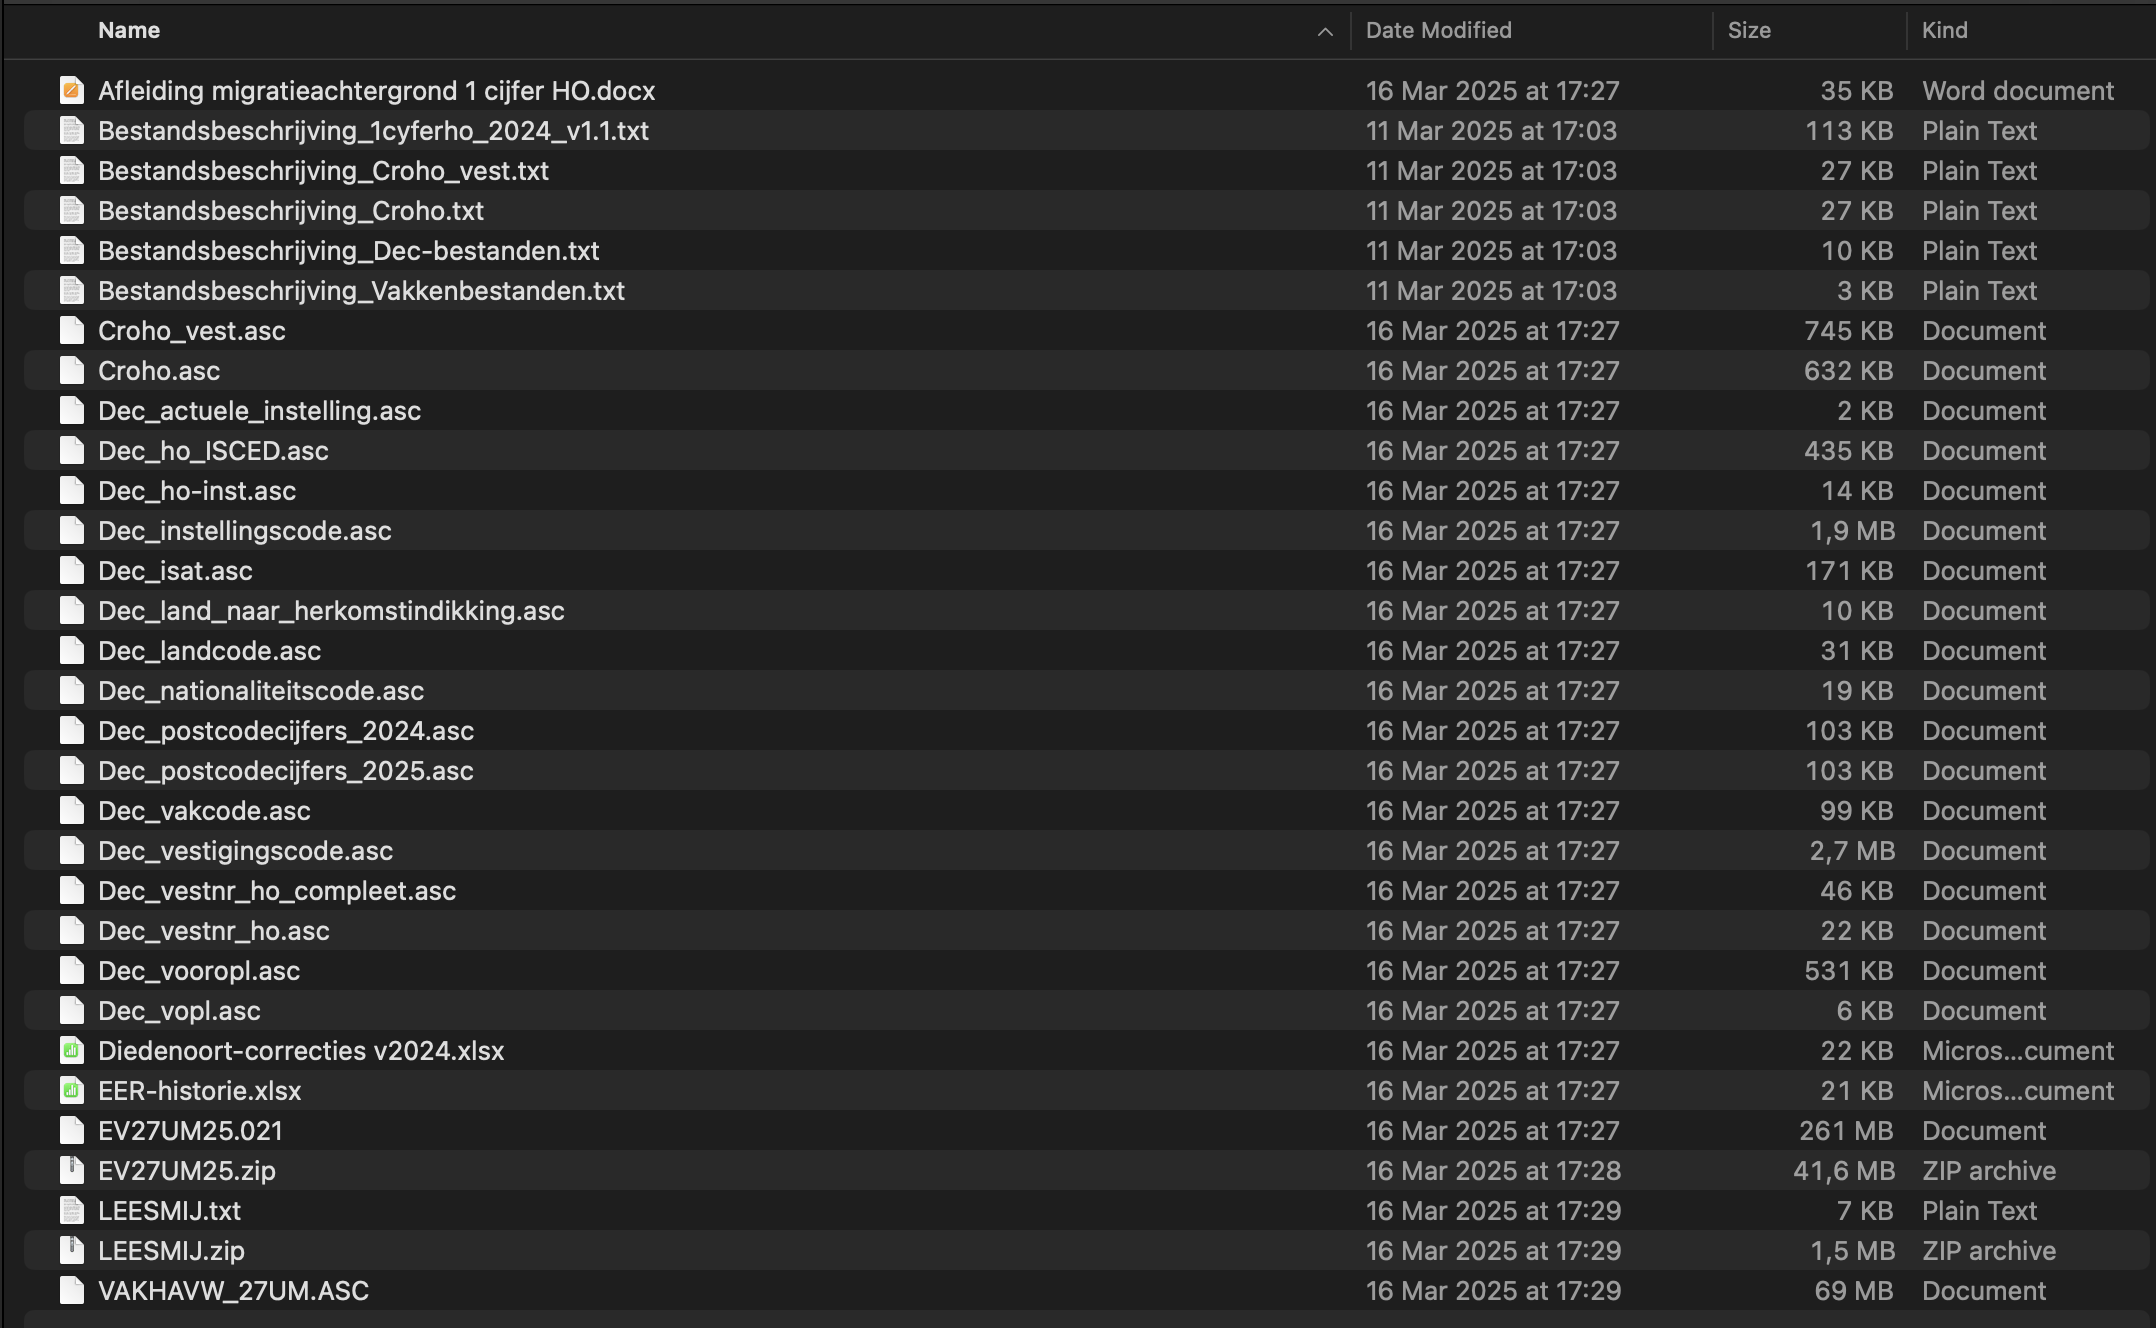 Name Date Modified Size Kind
Afleiding migratieachtergrond 1 cijfer HO.docx 16 Mar 2025 at 17:27 35 KB Word document
Bestandsbeschrijving_1cyferho_2024_v1.1.txt 11 Mar 2025 at 17:03 113 KB Plain Text
Bestandsbeschrijving_Croho_vest.txt 11 Mar 2025 at 17:03 27 KB Plain Text
Bestandsbeschrijving_Croho.txt 11 Mar 2025 at 17:03 27 KB Plain Text
Bestandsbeschrijving_Dec-bestanden.txt 11 Mar 2025 at 17:03 10 KB Plain Text
Bestandsbeschrijving_Vakkenbestanden.txt 11 Mar 2025 at 17:03 3 KB Plain Text
Croho_vest.asc 16 Mar 2025 at 17:27 745 KB Document
Croho.asc 16 Mar 2025 at 17:27 632 KB Document
Dec_actuele_instelling.asc 16 Mar 2025 at 17:27 2 KB Document
Dec_ho_ISCED.asc 16 Mar 2025 at 17:27 435 KB Document
Dec_ho-inst.asc 16 Mar 2025 at 17:27 14 KB Document
Dec_instellingscode.asc 16 Mar 2025 at 17:27 1,9 MB Document
Dec_isat.asc 16 Mar 2025 at 17:27 171 KB Document
Dec_land_naar_herkomstindikking.asc 16 Mar 2025 at 17:27 10 KB Document
Dec_landcode.asc 16 Mar 2025 at 17:27 31 KB Document
Dec_nationaliteitscode.asc 16 Mar 2025 at 17:27 19 KB Document
Dec_postcodecijfers_2024.asc 16 Mar 2025 at 17:27 103 KB Document
Dec_postcodecijfers_2025.asc 16 Mar 2025 at 17:27 103 KB Document
Dec_vakcode.asc 16 Mar 2025 at 17:27 99 KB Document
Dec_vestigingscode.asc 16 Mar 2025 at 17:27 2,7 MB Document
Dec_vestnr_ho_compleet.asc 16 Mar 2025 at 17:27 46 KB Document
Dec_vestnr_ho.asc 16 Mar 2025 at 17:27 22 KB Document
Dec_vooropl.asc 16 Mar 2025 at 17:27 531 KB Document
Dec_vopl.asc 16 Mar 2025 at 17:27 6 KB Document
Diedenoort-correcties v2024.xlsx 16 Mar 2025 at 17:27 22 KB Micros...cument
EER-historie.xlsx 16 Mar 2025 at 17:27 21 KB Micros...cument
EV27UM25.021 16 Mar 2025 at 17:27 261 MB Document
EV27UM25.zip 16 Mar 2025 at 17:28 41,6 MB ZIP archive
LEESMIJ.txt 16 Mar 2025 at 17:29 7 KB Plain Text
LEESMIJ.zip 16 Mar 2025 at 17:29 1,5 MB ZIP archive
VAKHAVW_27UM.ASC 16 Mar 2025 at 17:29 69 MB Document